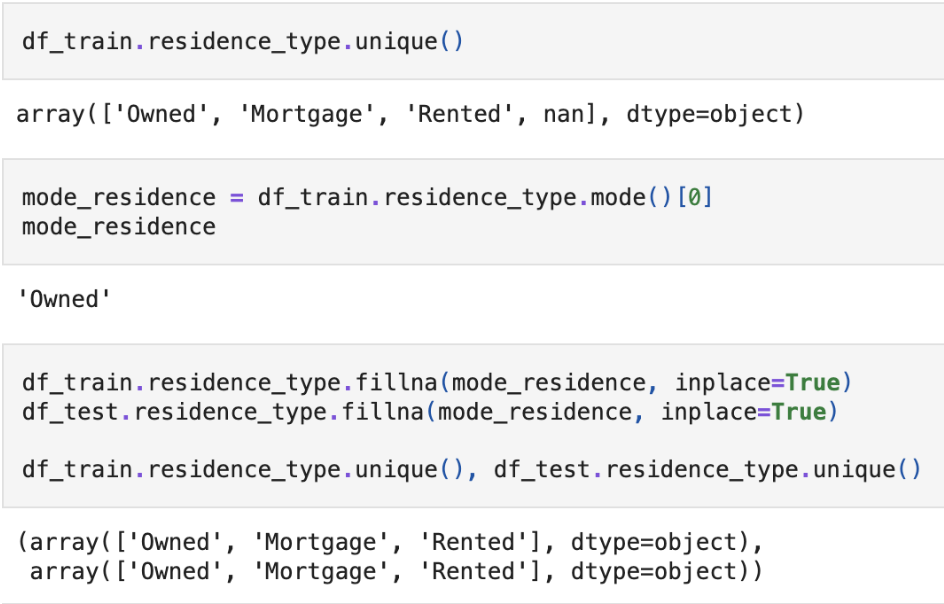 df_train.residence_type.unique()
array(['Owned', 'Mortgage', 'Rented', nan], dtype=object)
mode_residence = df_train.residence_type.mode()[0]
mode_residence
'Owned'
df_train.residence_type.fillna(mode_residence, inplace=True)
df_test.residence_type.fillna(mode_residence, inplace=True)
df_train.residence_type.unique(), df_test.residence_type.unique()
(array(['Owned', 'Mortgage', 'Rented'], dtype=object),
 array(['Owned', 'Mortgage', 'Rented'], dtype=object))